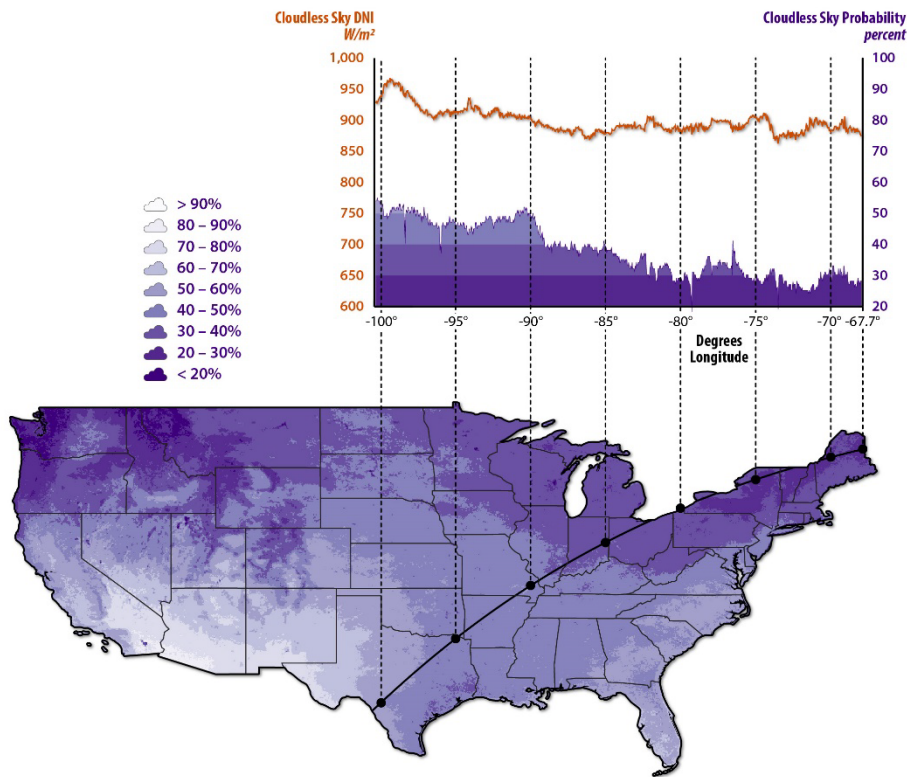 Cloudless Sky DNI
W/m²
Cloudless Sky Probability
percent
1,000
950
900
850
800
750
700
650
600
100
90
80
70
60
50
40
30
20
-100°
-95°
-90°
-85°
-80°
-75°
-70°
-67.7°
Degrees
Longitude
> 90%
80 – 90%
70 – 80%
60 – 70%
50 – 60%
40 – 50%
30 – 40%
20 – 30%
< 20%